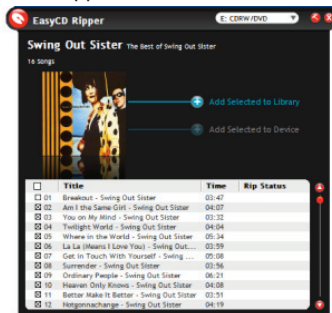 EasyCD Ripper
E: CDRW/DVD
Swing Out Sister The Best of Swing Out Sister
16 Songs
Add Selected to Library
Add Selected to Device
Title Time Rip Status
01 Breakout - Swing Out Sister 03:47
02 Am I the Same Girl - Swing Out Sister 04:07
03 You on My Mind - Swing Out Sister 03:32
04 Twilight World - Swing Out Sister 04:04
05 Where in the World - Swing Out Sister 05:34
06 La La (Means I Love You) - Swing Out... 03:59
07 Get in Touch With Yourself - Swing ... 05:08
08 Surrender - Swing Out Sister 03:56
09 Ordinary People - Swing Out Sister 06:21
10 Heaven Only Knows - Swing Out Sister 04:08
11 Better Make It Better - Swing Out Sister 03:51
12 Notgonnachange - Swing Out Sister 04:19